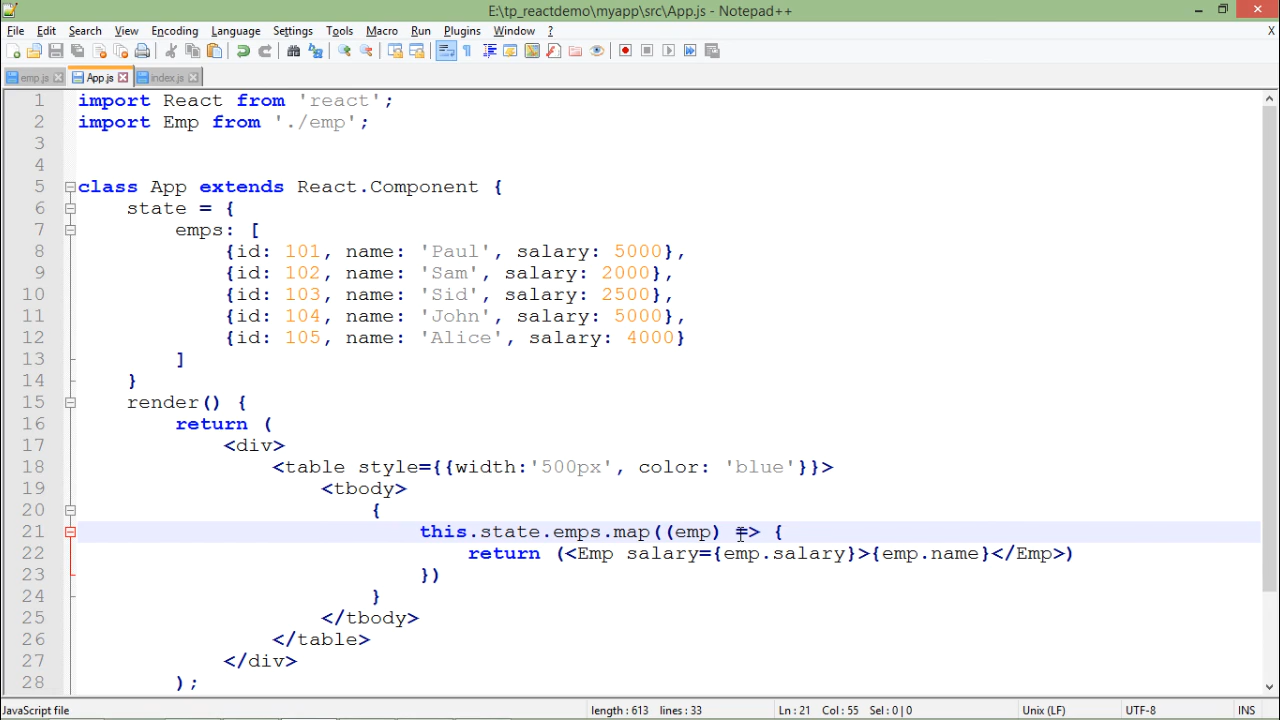 E:\tp_reactdemo\myapp\src\App.js - Notepad++
File Edit Search View Encoding Language Settings Tools Macro Run Plugins Window ? X
emp.js App.js index.js
1 import React from 'react';
2 import Emp from './emp';
3
4
5 class App extends React.Component {
6 state = {
7 emps: [
8 {id: 101, name: 'Paul', salary: 5000},
9 {id: 102, name: 'Sam', salary: 2000},
10 {id: 103, name: 'Sid', salary: 2500},
11 {id: 104, name: 'John', salary: 5000},
12 {id: 105, name: 'Alice', salary: 4000}
13 ]
14 }
15 render() {
16 return (
17 <div>
18 <table style={{width:'500px', color: 'blue'}}>
19 <tbody>
20 {
21 this.state.emps.map((emp) => {
22 return (<Emp salary={emp.salary}>{emp.name}</Emp>)
23 })
24 }
25 </tbody>
26 </table>
27 </div>
28 );
JavaScript file length : 613 lines : 33 Ln : 21 Col : 55 Sel : 0 | 0 Unix (LF) UTF-8 INS